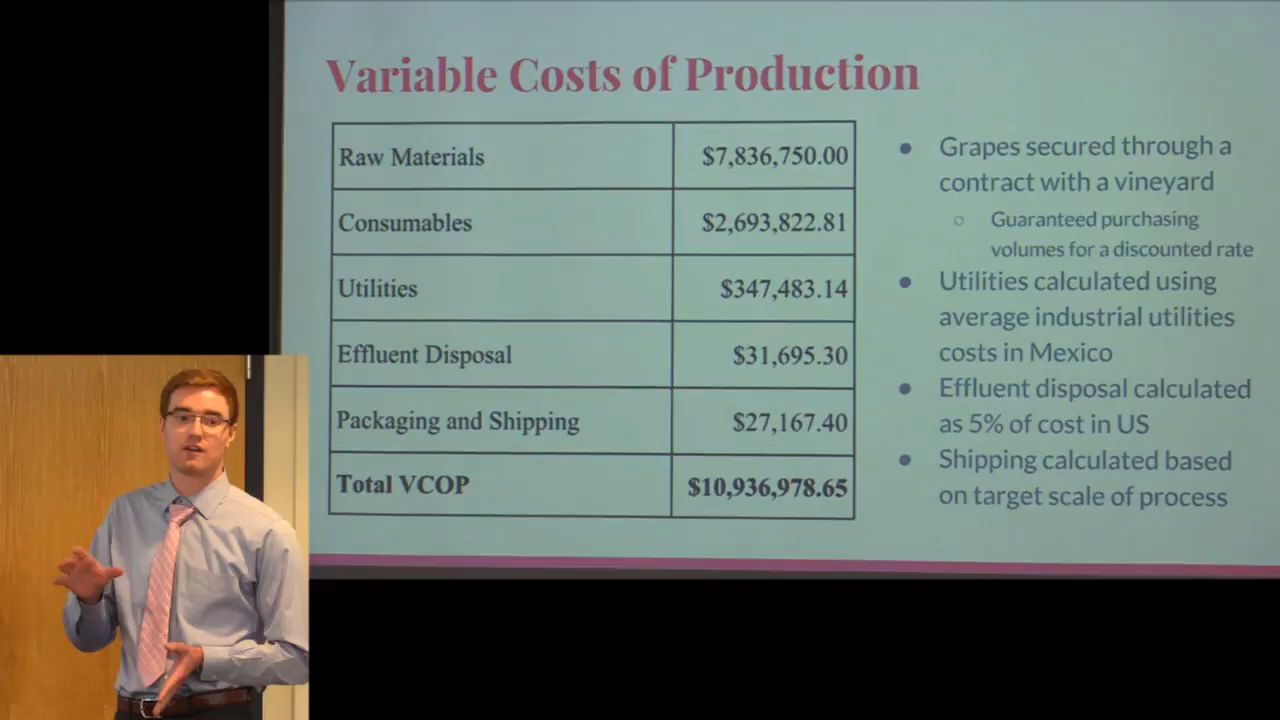 Variable Costs of Production
Raw Materials $7,836,750.00
Consumables $2,693,822.81
Utilities $347,483.14
Effluent Disposal $31,695.30
Packaging and Shipping $27,167.40
Total VCOP $10,936,978.65
Grapes secured through a
contract with a vineyard
Guaranteed purchasing
volumes for a discounted rate
Utilities calculated using
average industrial utilities
costs in Mexico
Effluent disposal calculated
as 5% of cost in US
Shipping calculated based
on target scale of process